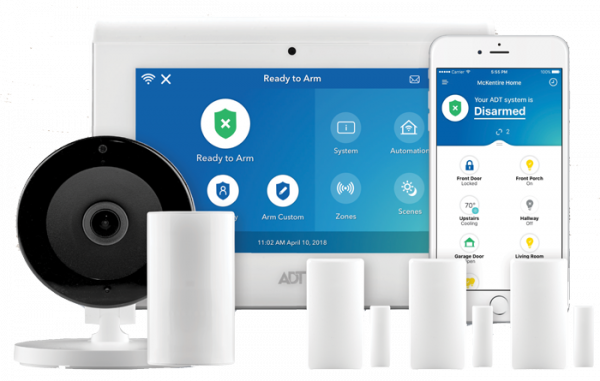 Ready to Arm
Ready to Arm
System
Automation
Arm Custom
Zones
Scenes
11:02 AM April 10, 2018
ADT
Carrier
5:55 PM
100%
McKentire Home
Your ADT system is
Disarmed
2
Front Door
Locked
Front Porch
On
70°
Upstairs
Cooling
Hallway
Off
Garage Door
Living Room